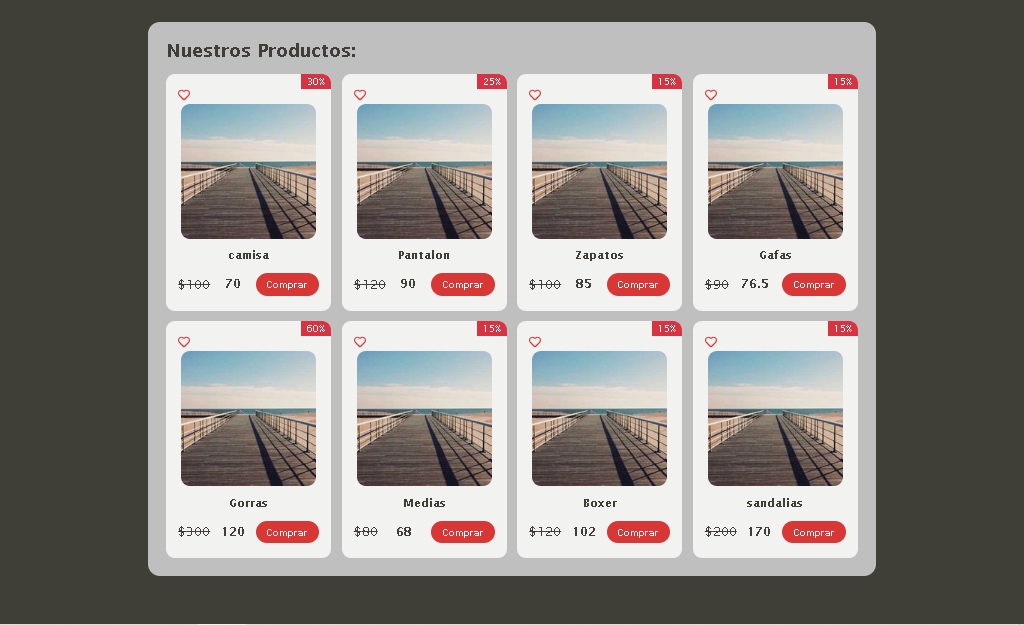 Nuestros Productos:
30%
25%
15%
15%
camisa
Pantalon
Zapatos
Gafas
$100 70 Comprar
$120 90 Comprar
$100 85 Comprar
$90 76.5 Comprar
60%
15%
15%
15%
Gorras
Medias
Boxer
sandalias
$300 120 Comprar
$80 68 Comprar
$120 102 Comprar
$200 170 Comprar